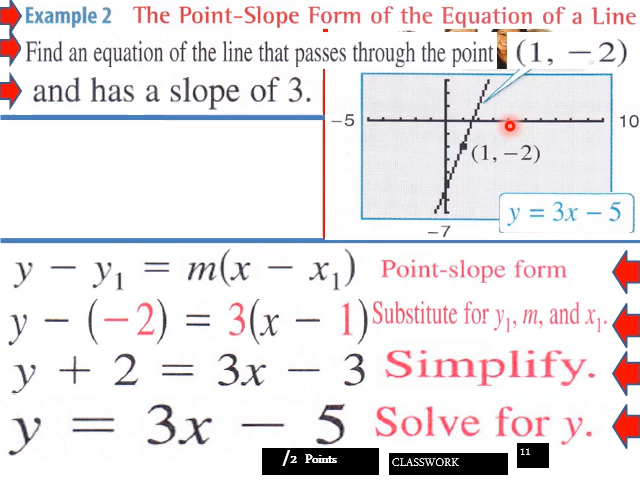 Example 2 The Point-Slope Form of the Equation of a Line
Find an equation of the line that passes through the point (1, −2)
and has a slope of 3.
−5
10
(1, −2)
y = 3x − 5
−7
y − y₁ = m(x − x₁) Point-slope form
y − (−2) = 3(x − 1) Substitute for y₁, m, and x₁.
y + 2 = 3x − 3 Simplify.
y = 3x − 5 Solve for y.
/2 Points CLASSWORK 11